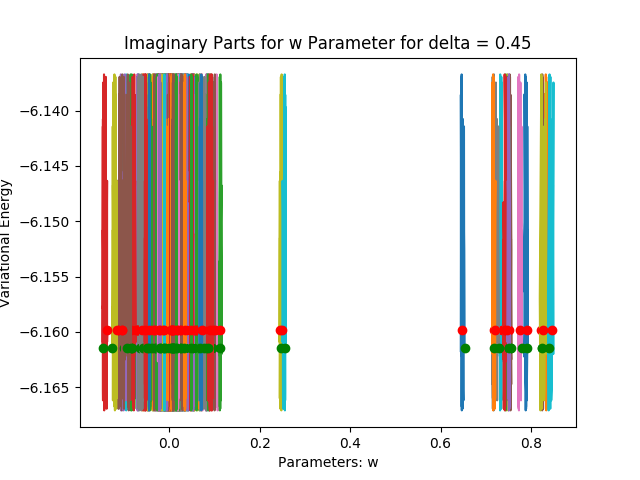 Imaginary Parts for w Parameter for delta = 0.45
−6.140
−6.145
−6.150
−6.155
−6.160
−6.165
Variational Energy
0.0 0.2 0.4 0.6 0.8
Parameters: w